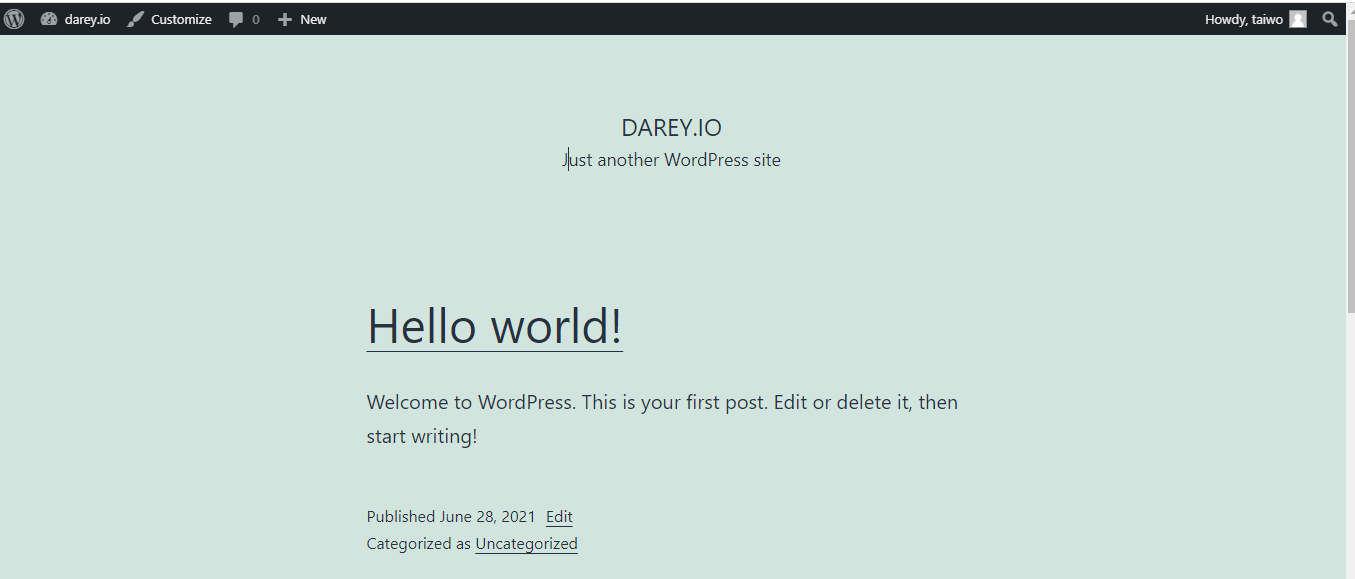 darey.io Customize 0 New Howdy, taiwo
DAREY.IO
Just another WordPress site
Hello world!
Welcome to WordPress. This is your first post. Edit or delete it, then
start writing!
Published June 28, 2021 Edit
Categorized as Uncategorized